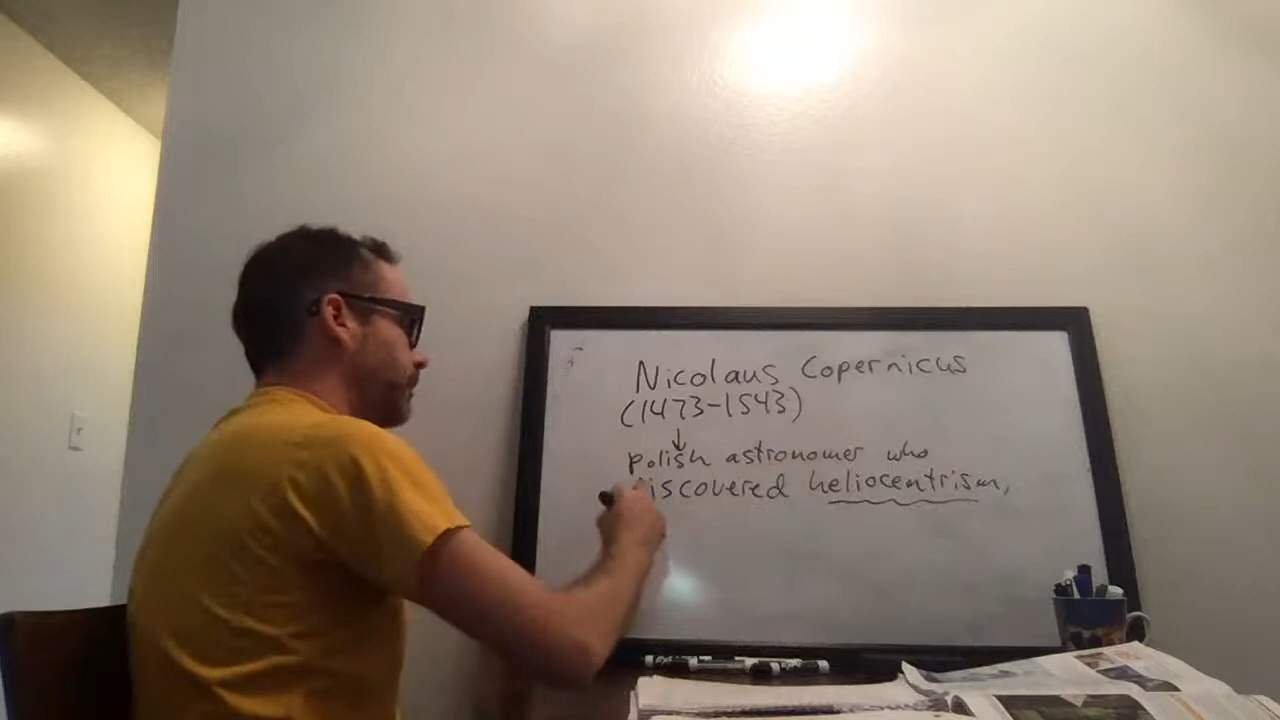 Nicolaus Copernicus
(1473-1543)
polish astronomer who
discovered heliocentrism,